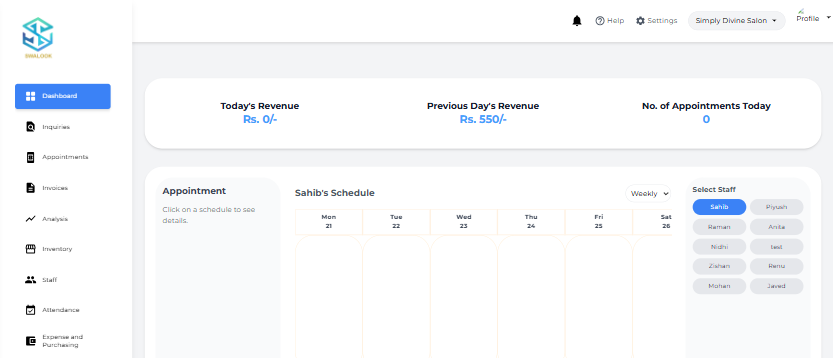 Help
Settings
Simply Divine Salon
Profile
SWALOOK
Dashboard
Inquiries
Appointments
Invoices
Analysis
Inventory
Staff
Attendance
Expense and
Purchasing
Today's Revenue
Rs. 0/-
Previous Day's Revenue
Rs. 550/-
No. of Appointments Today
0
Appointment
Click on a schedule to see
details.
Sahib's Schedule
Weekly
Mon
21
Tue
22
Wed
23
Thu
24
Fri
25
Sat
26
Select Staff
Sahib
Piyush
Raman
Anita
Nidhi
test
Zishan
Renu
Mohan
Javed